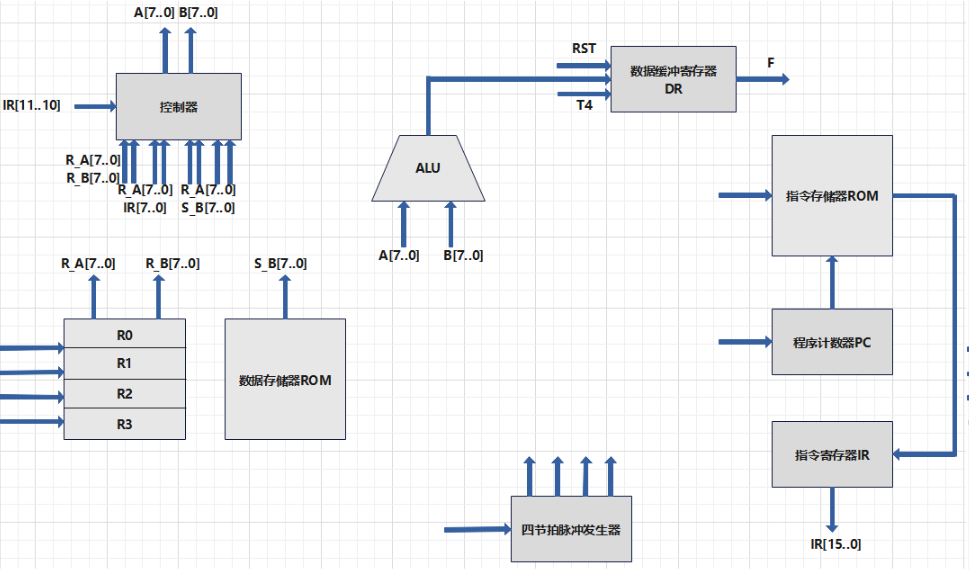 A[7..0] B[7..0]
IR[11..10]
控制器
R_A[7..0]
R_B[7..0]
R_A[7..0]
IR[7..0]
R_A[7..0]
S_B[7..0]
RST
T4
数据缓冲寄存器
DR
F
ALU
A[7..0]
B[7..0]
指令存储器ROM
R_A[7..0]
R_B[7..0]
S_B[7..0]
R0
R1
R2
R3
数据存储器ROM
程序计数器PC
指令寄存器IR
IR[15..0]
四节拍脉冲发生器